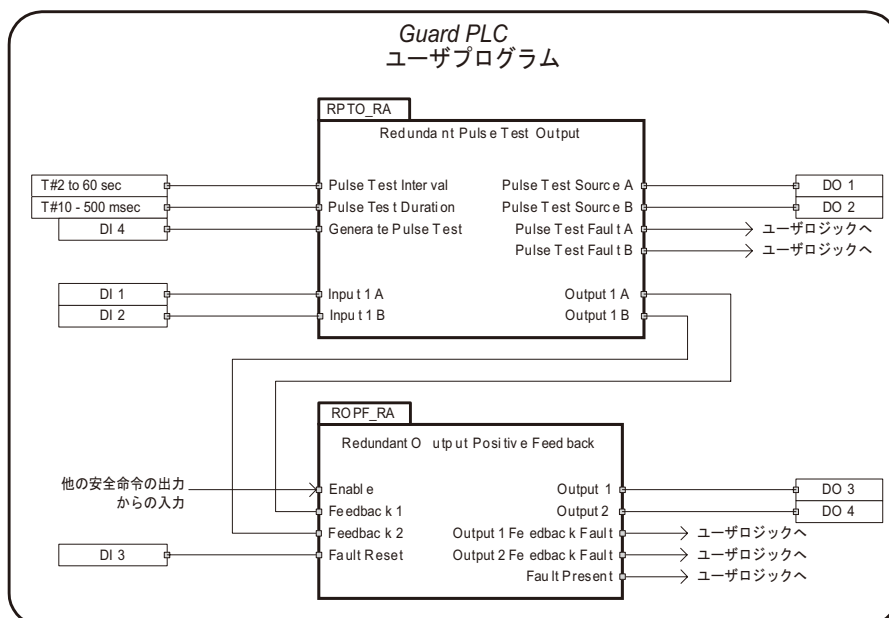 Guard PLC
ユーザプログラム
RPTO_RA
Redundant Pulse Test Output
T#2 to 60 sec
Pulse Test Interval
Pulse Test Source A
DO 1
T#10 - 500 msec
Pulse Test Duration
Pulse Test Source B
DO 2
DI 4
Generate Pulse Test
Pulse Test Fault A
ユーザロジックへ
Pulse Test Fault B
ユーザロジックへ
DI 1
Input 1 A
Output 1 A
DI 2
Input 1 B
Output 1 B
ROPF_RA
Redundant Output Positive Feedback
他の安全命令の出力
からの入力
Enable
Output 1
DO 3
Feedback 1
Output 2
DO 4
Feedback 2
Output 1 Feedback Fault
ユーザロジックへ
DI 3
Fault Reset
Output 2 Feedback Fault
ユーザロジックへ
Fault Present
ユーザロジックへ